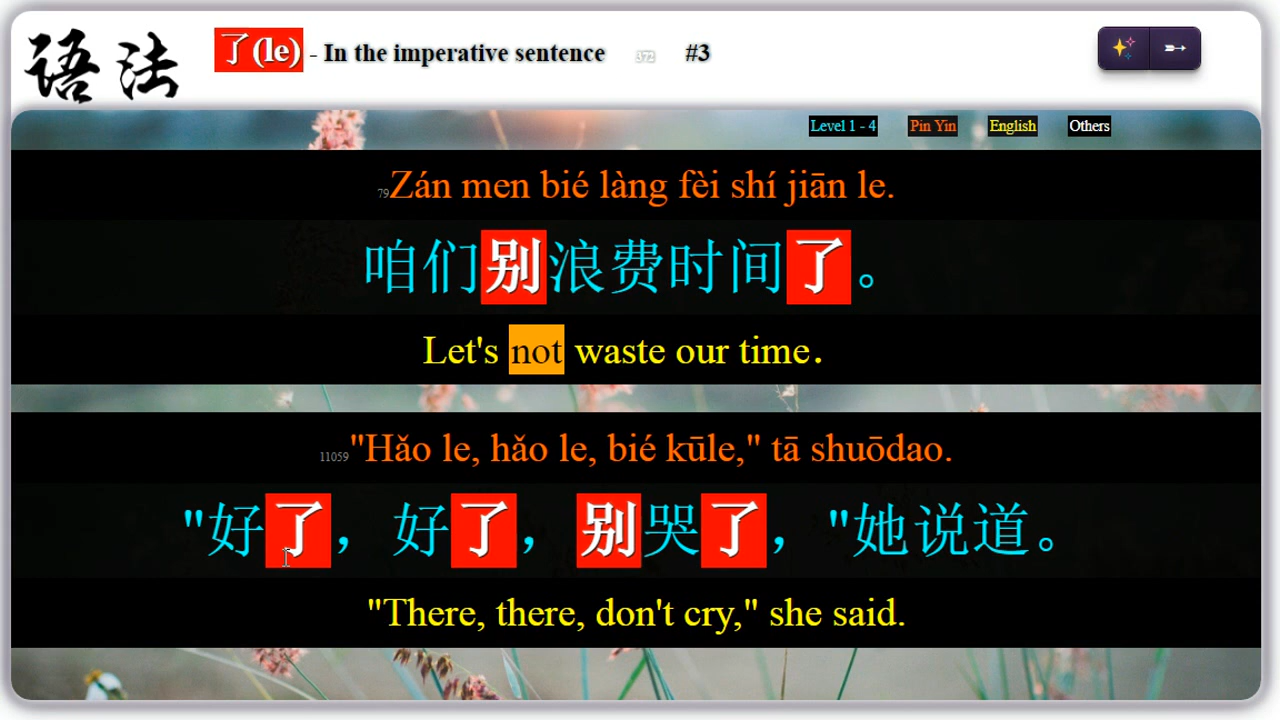 语法
了(le) - In the imperative sentence 372 #3
Level 1 - 4 Pin Yin English Others
79Zán men bié làng fèi shí jiān le.
咱们别浪费时间了。
Let's not waste our time.
11059"Hǎo le, hǎo le, bié kūle," tā shuōdao.
"好了，好了，别哭了，"她说道。
"There, there, don't cry," she said.